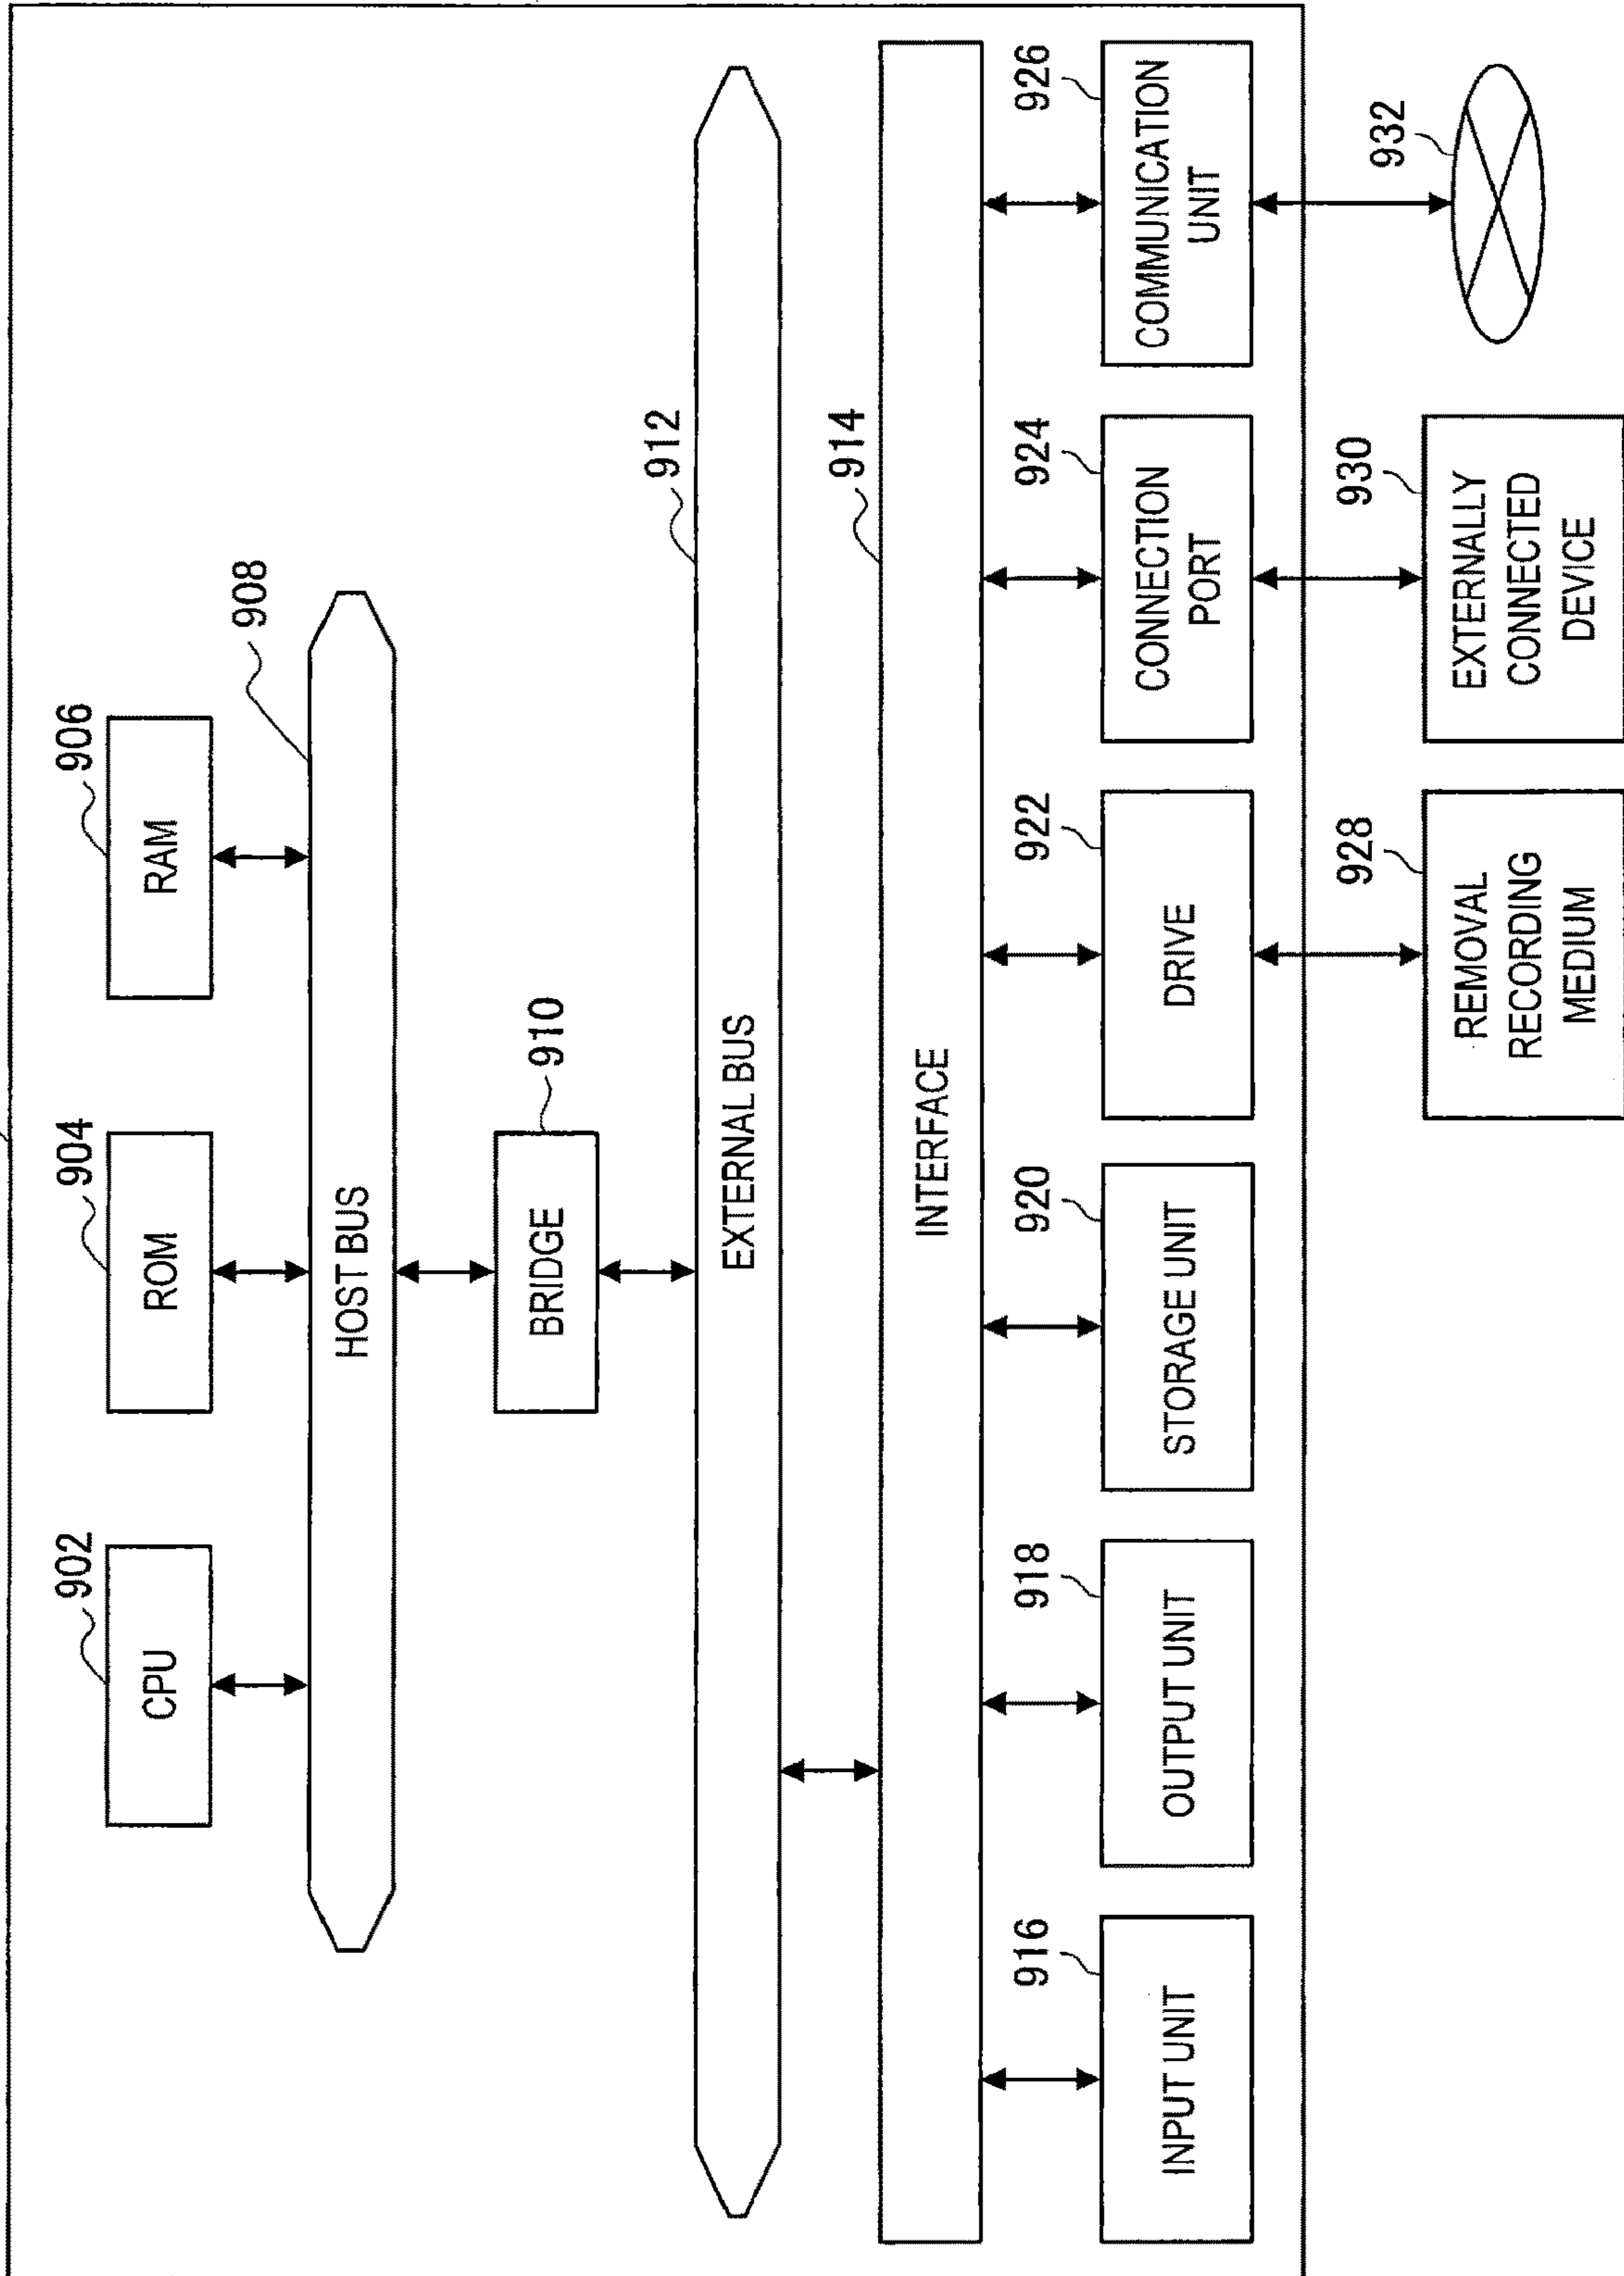 902
CPU
904
ROM
906
RAM
908
HOST BUS
910
BRIDGE
912
EXTERNAL BUS
914
INTERFACE
916
INPUT UNIT
918
OUTPUT UNIT
920
STORAGE UNIT
922
DRIVE
924
CONNECTION
PORT
926
COMMUNICATION
UNIT
928
REMOVAL
RECORDING
MEDIUM
930
EXTERNALLY
CONNECTED
DEVICE
932